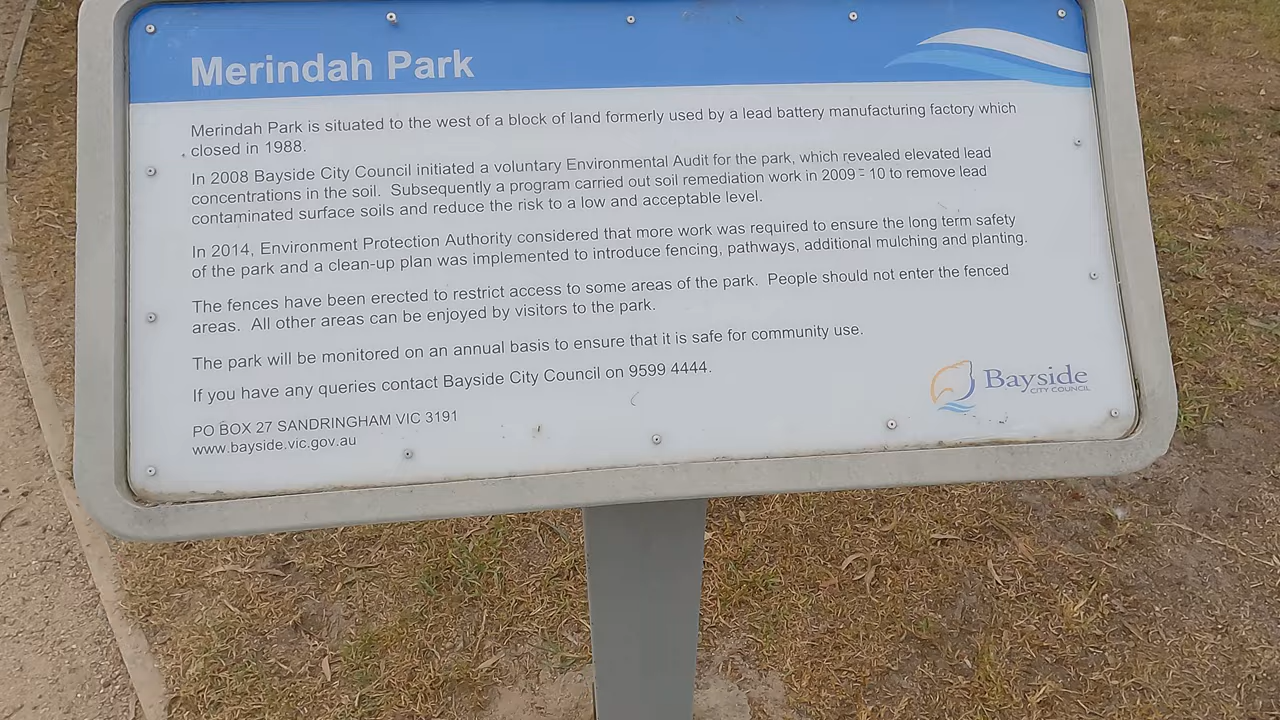 Merindah Park
Merindah Park is situated to the west of a block of land formerly used by a lead battery manufacturing factory which
closed in 1988.
In 2008 Bayside City Council initiated a voluntary Environmental Audit for the park, which revealed elevated lead
concentrations in the soil.  Subsequently a program carried out soil remediation work in 2009 - 10 to remove lead
contaminated surface soils and reduce the risk to a low and acceptable level.
In 2014, Environment Protection Authority considered that more work was required to ensure the long term safety
of the park and a clean-up plan was implemented to introduce fencing, pathways, additional mulching and planting.
The fences have been erected to restrict access to some areas of the park.  People should not enter the fenced
areas.  All other areas can be enjoyed by visitors to the park.
The park will be monitored on an annual basis to ensure that it is safe for community use.
If you have any queries contact Bayside City Council on 9599 4444.
Bayside
CITY COUNCIL
PO BOX 27 SANDRINGHAM VIC 3191
www.bayside.vic.gov.au